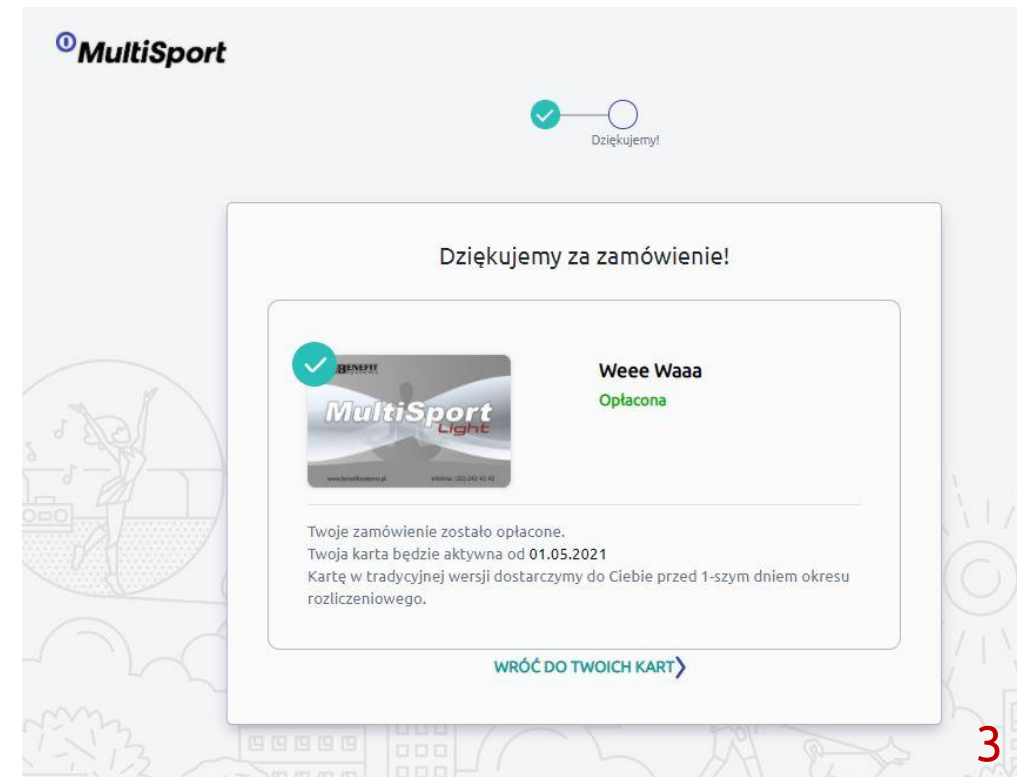 MultiSport
Dziękujemy!
Dziękujemy za zamówienie!
BENEFIT
MultiSport
Light
Weee Waaa
Opłacona
Twoje zamówienie zostało opłacone.
Twoja karta będzie aktywna od 01.05.2021
Kartę w tradycyjnej wersji dostarczymy do Ciebie przed 1-szym dniem okresu
rozliczeniowego.
WRÓĆ DO TWOICH KART
3